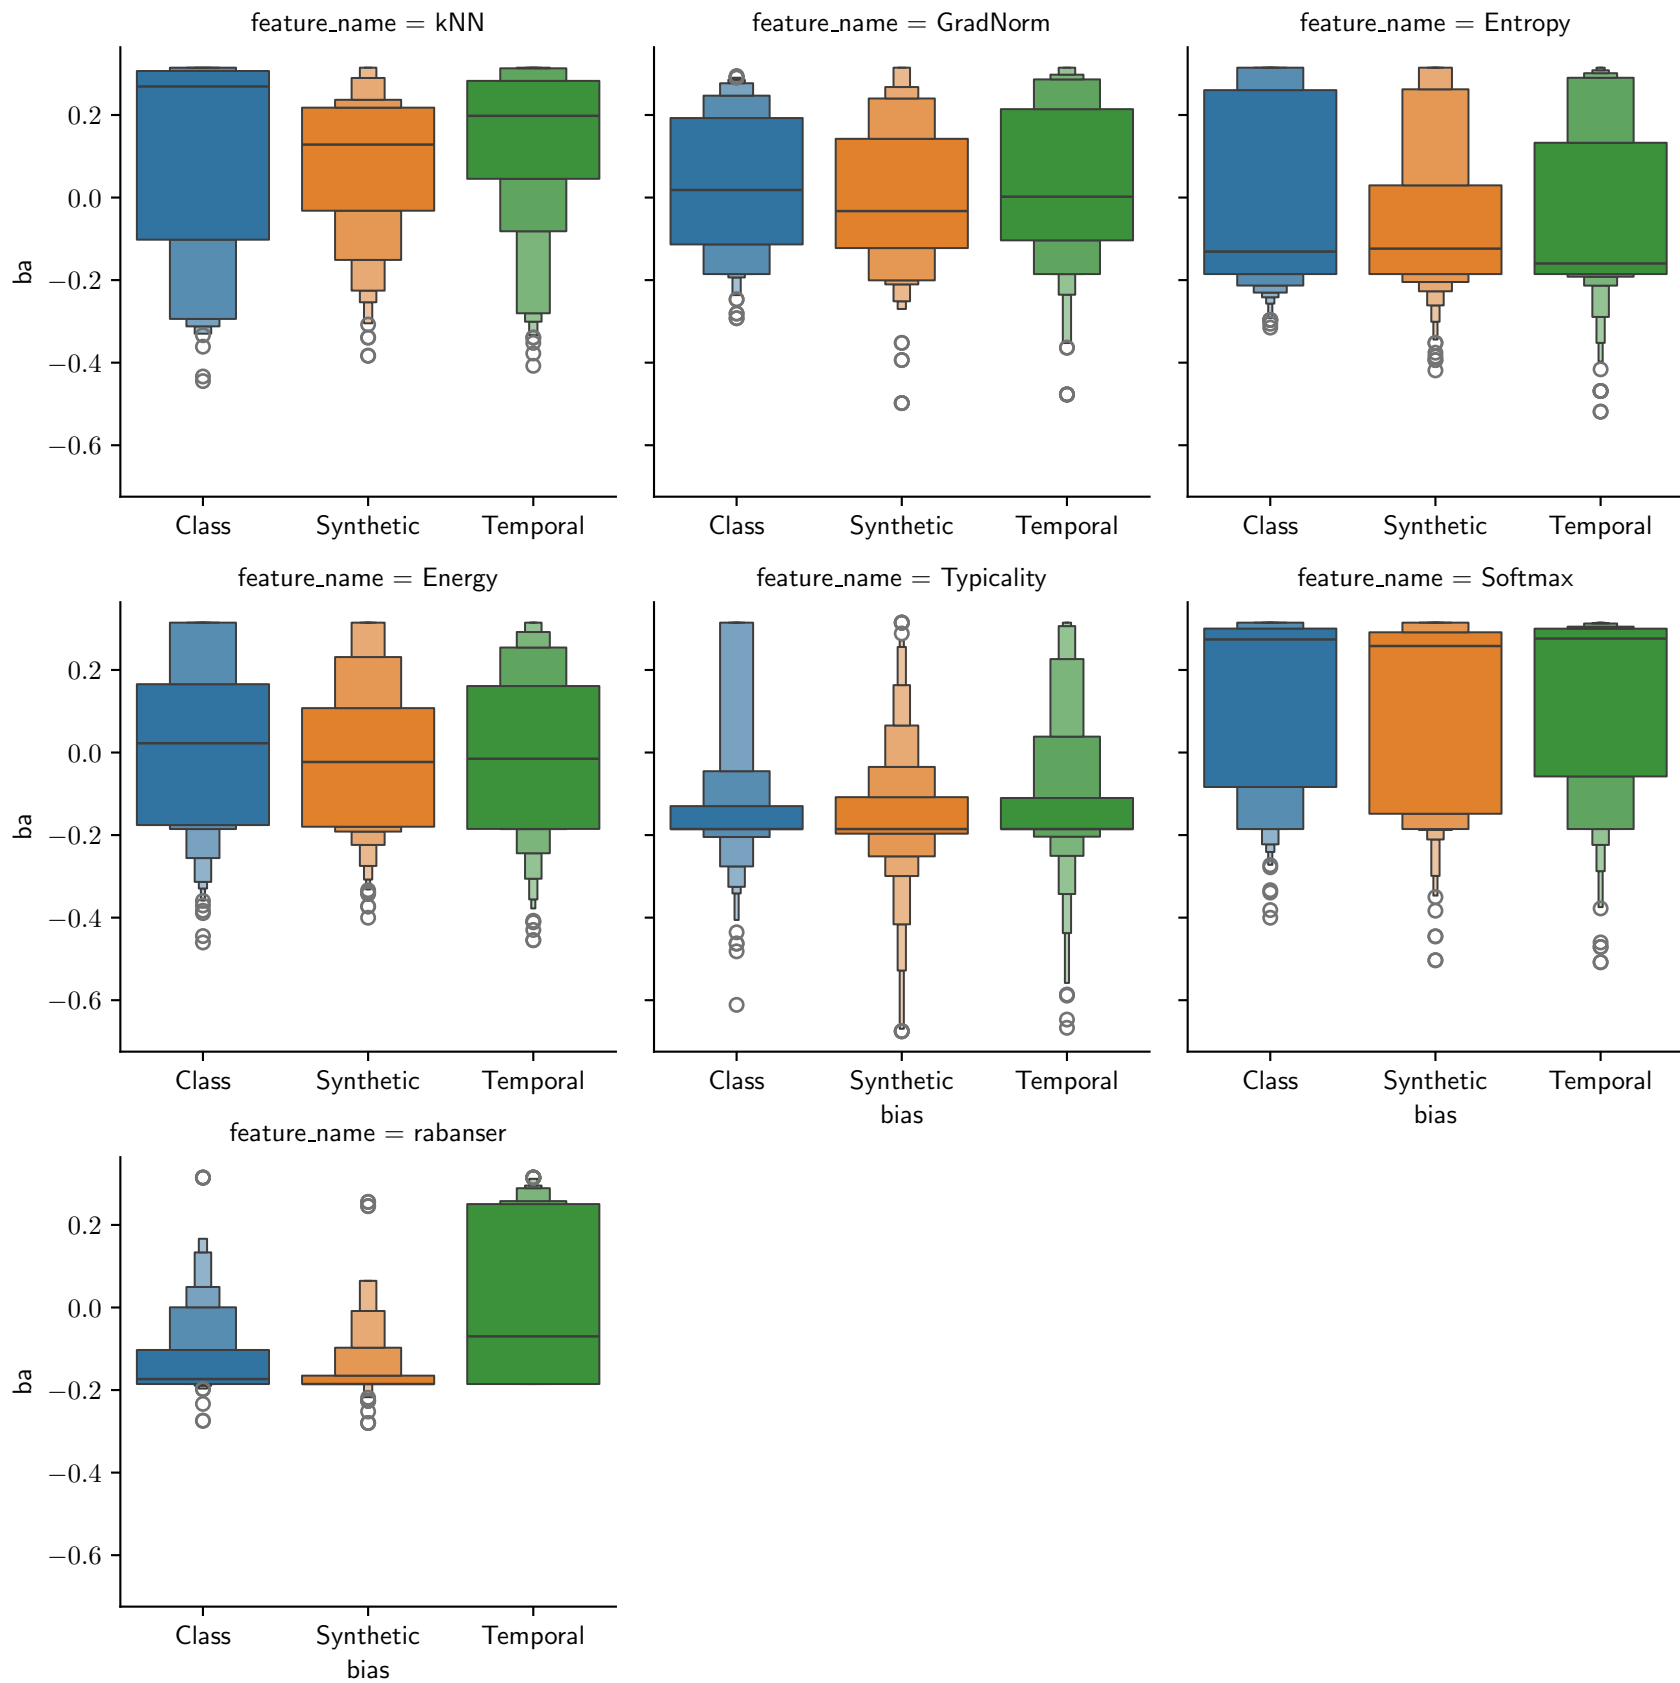 feature_name = kNN
feature_name = GradNorm
feature_name = Entropy
0.2
0.0
−0.2
−0.4
−0.6
ba
Class Synthetic Temporal
Class Synthetic Temporal
Class Synthetic Temporal
feature_name = Energy
feature_name = Typicality
feature_name = Softmax
0.2
0.0
−0.2
−0.4
−0.6
ba
Class Synthetic Temporal
Class Synthetic Temporal
bias
Class Synthetic Temporal
bias
feature_name = rabanser
0.2
0.0
−0.2
−0.4
−0.6
ba
Class Synthetic Temporal
bias